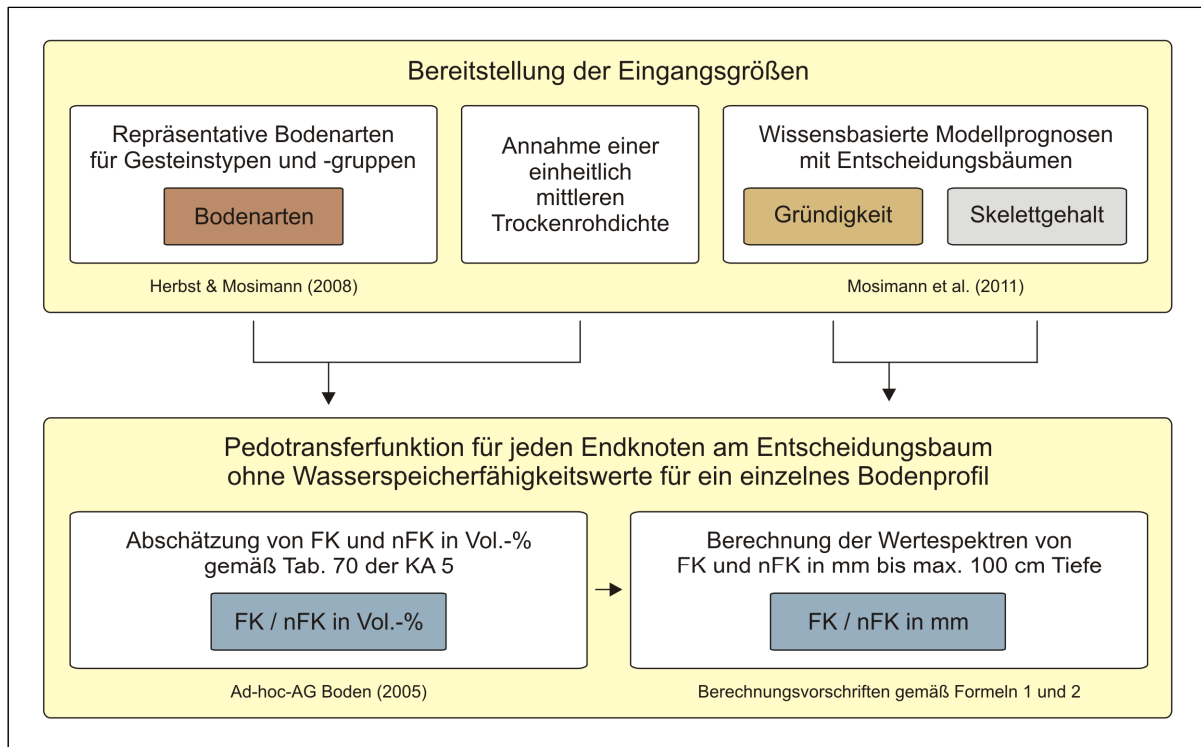 Bereitstellung der Eingangsgrößen
Repräsentative Bodenarten
für Gesteinstypen und -gruppen
Bodenarten
Herbst & Mosimann (2008)
Annahme einer
einheitlich
mittleren
Trockenrohdichte
Wissensbasierte Modellprognosen
mit Entscheidungsbäumen
Gründigkeit
Skelettgehalt
Mosimann et al. (2011)
Pedotransferfunktion für jeden Endknoten am Entscheidungsbaum
ohne Wasserspeicherfähigkeitswerte für ein einzelnes Bodenprofil
Abschätzung von FK und nFK in Vol.-%
gemäß Tab. 70 der KA 5
FK / nFK in Vol.-%
Ad-hoc-AG Boden (2005)
Berechnung der Wertespektren von
FK und nFK in mm bis max. 100 cm Tiefe
FK / nFK in mm
Berechnungsvorschriften gemäß Formeln 1 und 2